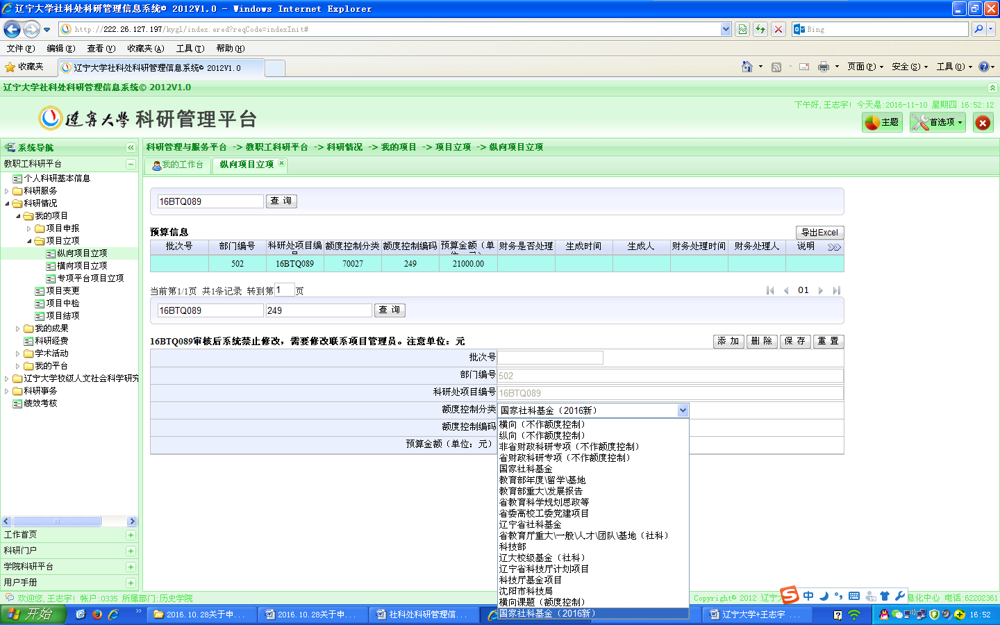 辽宁大学社科处科研管理信息系统© 2012V1.0 - Windows Internet Explorer
http://222.26.127.197/kygl/index.ered?reqCode=indexInit#
Bing
文件(F) 编辑(E) 查看(V) 收藏夹(A) 工具(T) 帮助(H)
收藏夹 辽宁大学社科处科研管理信息系统© 2012V1.0 页面(P) 安全(S) 工具(O)
辽宁大学社科处科研管理信息系统© 2012V1.0
下午好,王志宇! 今天是:2016-11-10 星期四 16:52:12
辽宁大学 科研管理平台
主题 首选项
系统导航
科研管理与服务平台 -> 教职工科研平台 -> 科研情况 -> 我的项目 -> 项目立项 -> 纵向项目立项
教职工科研平台
我的工作台 纵向项目立项
个人科研基本信息
科研服务
科研情况
我的项目
项目申报
项目立项
纵向项目立项
横向项目立项
专项平台项目立项
项目变更
项目中检
项目结项
我的成果
科研经费
学术活动
我的平台
辽宁大学校级人文社会科学研究
科研事务
绩效考核
工作首页
科研门户
学院科研平台
用户手册
16BTQ089 查 询
预算信息 导出Excel
批次号 部门编号 科研处项目编号 额度控制分类 额度控制编码 预算金额（单 财务是否处理 生成时间 生成人 财务处理时间 财务处理人 说明
502 16BTQ089 70027 249 21000.00
当前第1/1页 共1条记录 转到第 1 页 01
16BTQ089 249 查 询
16BTQ089审核后系统禁止修改，需要修改联系项目管理员。注意单位：元 添 加 删 除 保 存 重 置
批次号
部门编号 502
科研处项目编号 16BTQ089
额度控制分类 国家社科基金（2016新）
额度控制编码
预算金额（单位：元）
横向（不作额度控制）
纵向（不作额度控制）
非省财政科研专项（不作额度控制）
省财政科研专项（不作额度控制）
国家社科基金
教育部年度\留学\基地
教育部重大\发展报告
省教育科学规划思政等
省委高校工委党建项目
辽宁省社科基金
省教育厅重大\一般\人才\团队\基地（社科）
科技部
辽大校级基金（社科）
辽宁省科技厅计划项目
科技厅基金项目
沈阳市科技局
横向课题（额度控制）
国家社科基金（2016新）
欢迎您,王志宇! 帐户:0335 所属部门:历史学院
Copyright© 2012 辽宁大 息化中心 电话:62202361
中
开始 2016.10.28关于申... 2016.10.28关于申... 社科处科研管理信... 辽宁大学+王志宇 ... 16:52